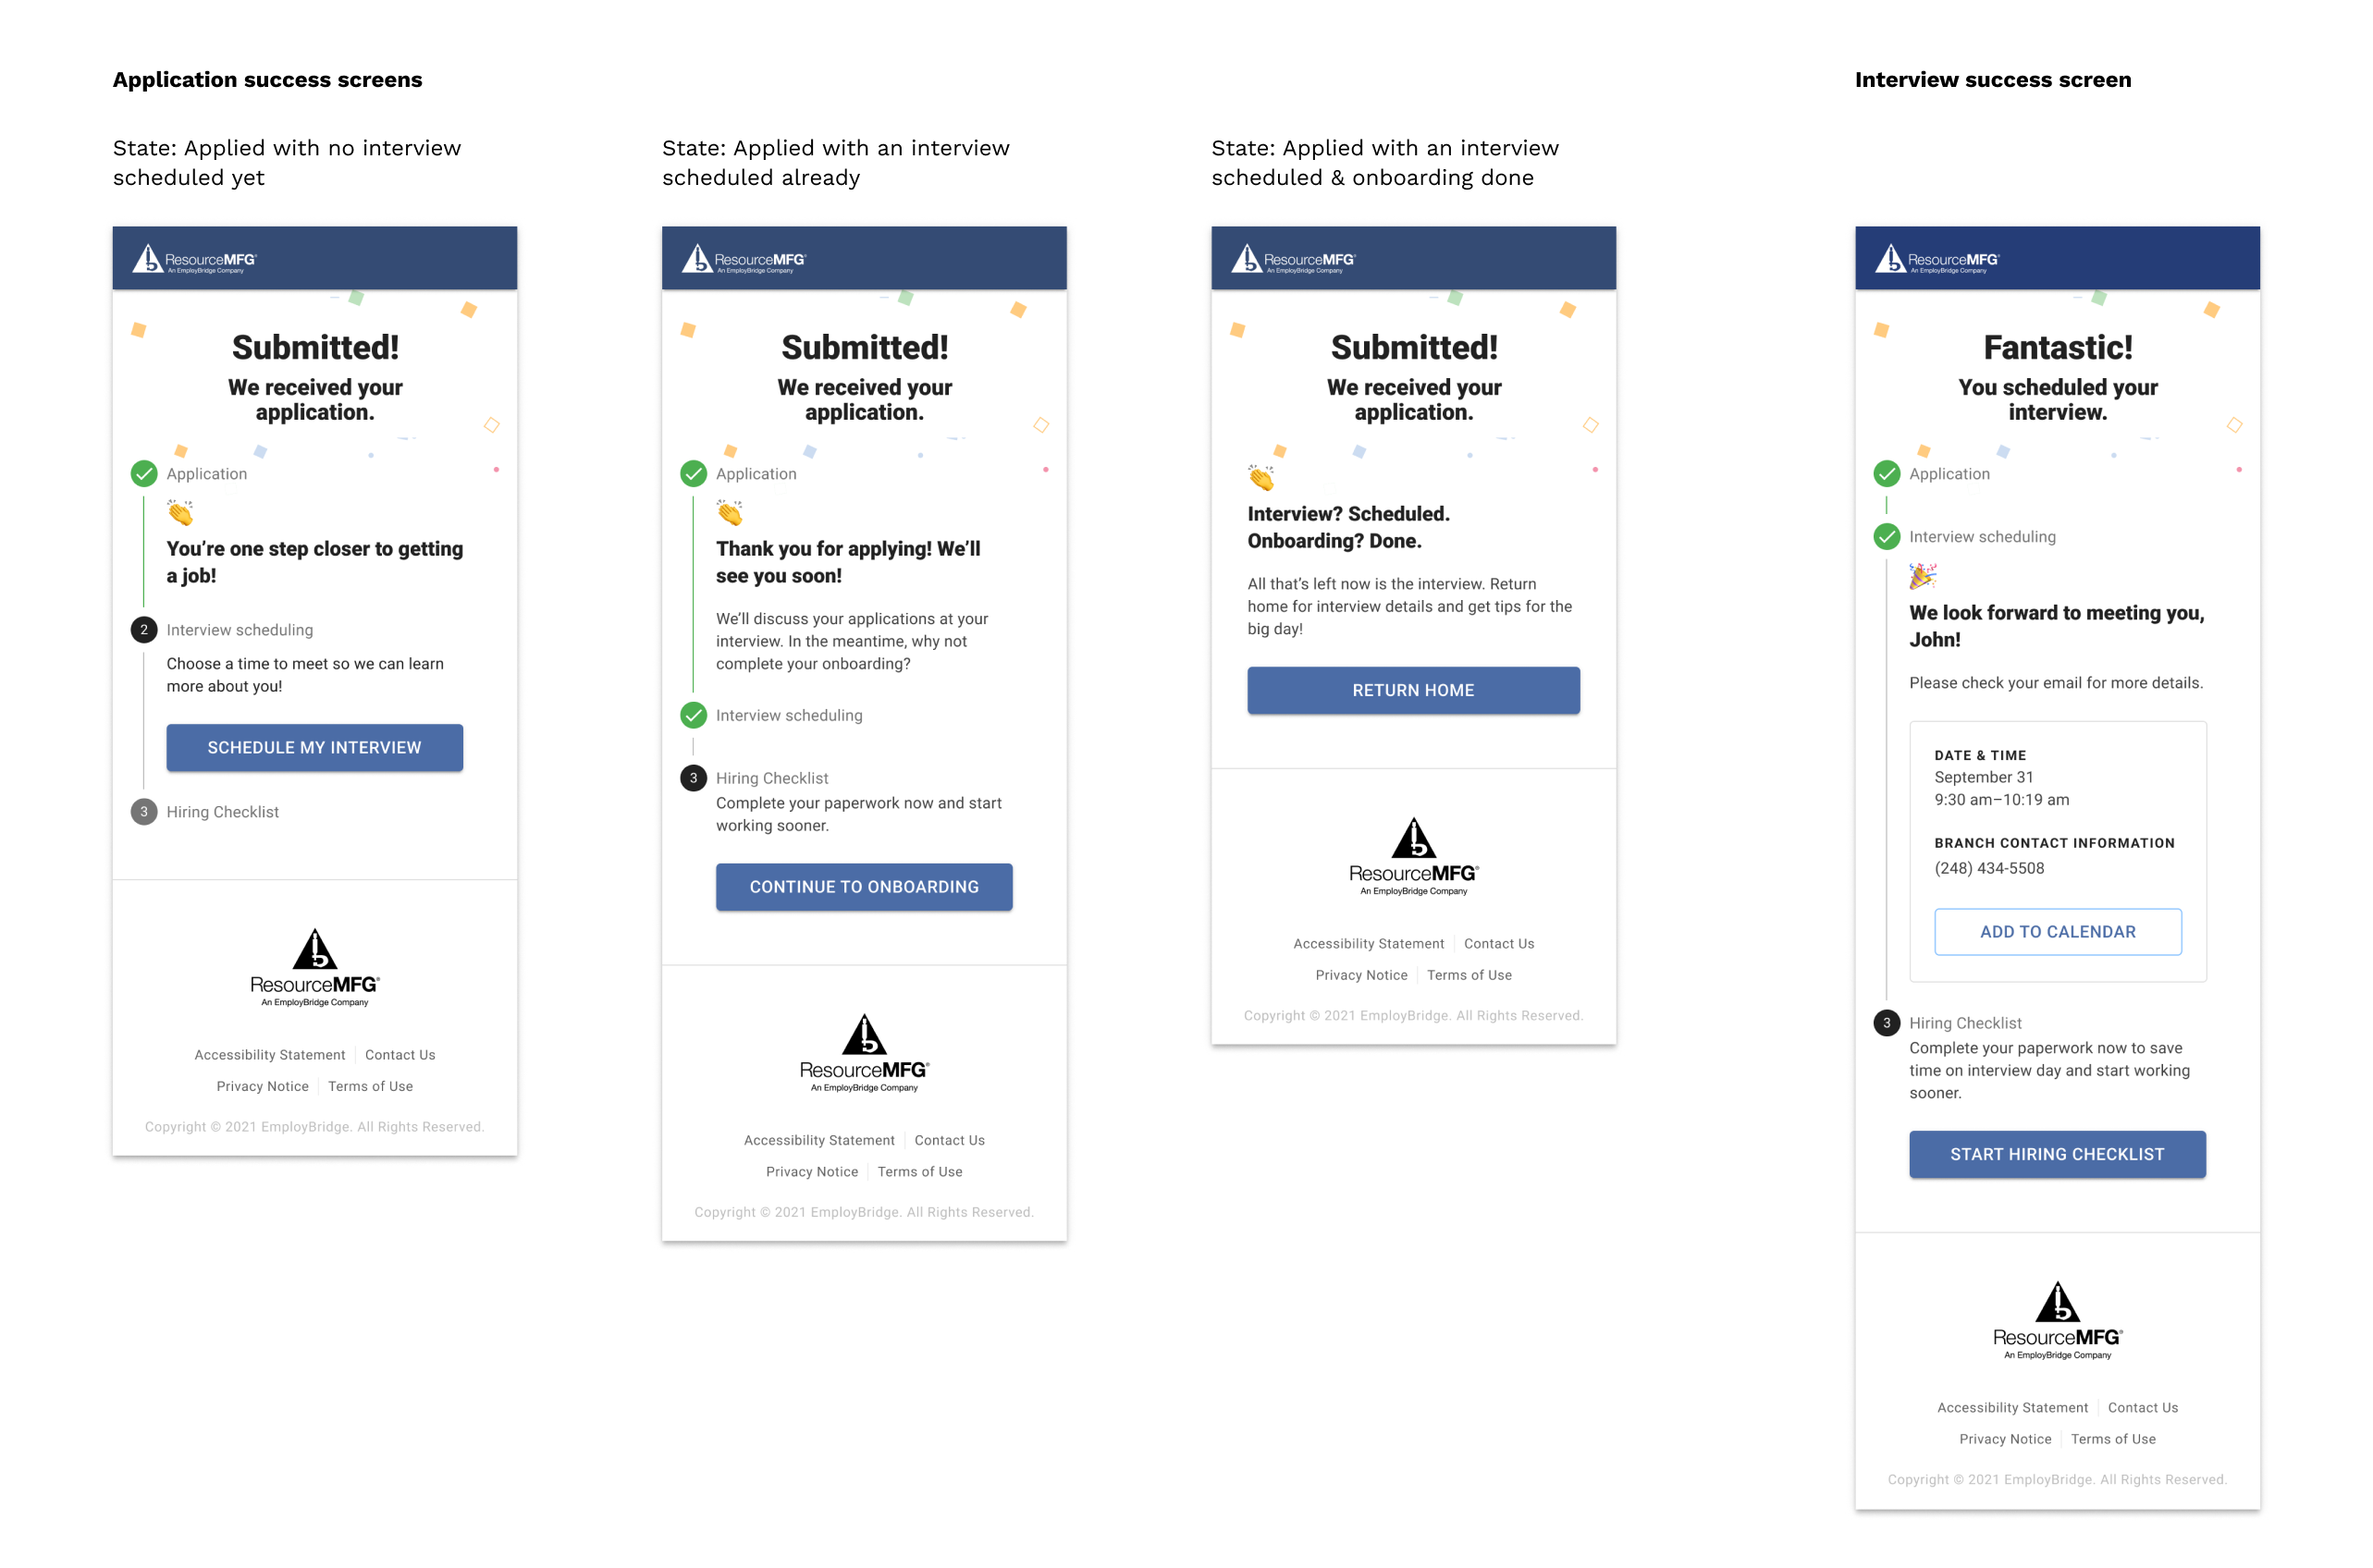 Application success screens
State: Applied with no interview
scheduled yet
ResourceMFG®
An EmployBridge Company
Submitted!
We received your
application.
Application
You're one step closer to getting
a job!
2 Interview scheduling
Choose a time to meet so we can learn
more about you!
SCHEDULE MY INTERVIEW
3 Hiring Checklist
ResourceMFG®
An EmployBridge Company
Accessibility Statement | Contact Us
Privacy Notice | Terms of Use
Copyright © 2021 EmployBridge. All Rights Reserved.
State: Applied with an interview
scheduled already
ResourceMFG®
An EmployBridge Company
Submitted!
We received your
application.
Application
Thank you for applying! We'll
see you soon!
We'll discuss your applications at your
interview. In the meantime, why not
complete your onboarding?
Interview scheduling
3 Hiring Checklist
Complete your paperwork now and start
working sooner.
CONTINUE TO ONBOARDING
ResourceMFG®
An EmployBridge Company
Accessibility Statement | Contact Us
Privacy Notice | Terms of Use
Copyright © 2021 EmployBridge. All Rights Reserved.
State: Applied with an interview
scheduled & onboarding done
ResourceMFG®
An EmployBridge Company
Submitted!
We received your
application.
Interview? Scheduled.
Onboarding? Done.
All that's left now is the interview. Return
home for interview details and get tips for the
big day!
RETURN HOME
ResourceMFG®
An EmployBridge Company
Accessibility Statement | Contact Us
Privacy Notice | Terms of Use
Copyright © 2021 EmployBridge. All Rights Reserved.
Interview success screen
ResourceMFG®
An EmployBridge Company
Fantastic!
You scheduled your
interview.
Application
Interview scheduling
We look forward to meeting you,
John!
Please check your email for more details.
DATE & TIME
September 31
9:30 am–10:19 am
BRANCH CONTACT INFORMATION
(248) 434-5508
ADD TO CALENDAR
3 Hiring Checklist
Complete your paperwork now to save
time on interview day and start working
sooner.
START HIRING CHECKLIST
ResourceMFG®
An EmployBridge Company
Accessibility Statement | Contact Us
Privacy Notice | Terms of Use
Copyright © 2021 EmployBridge. All Rights Reserved.